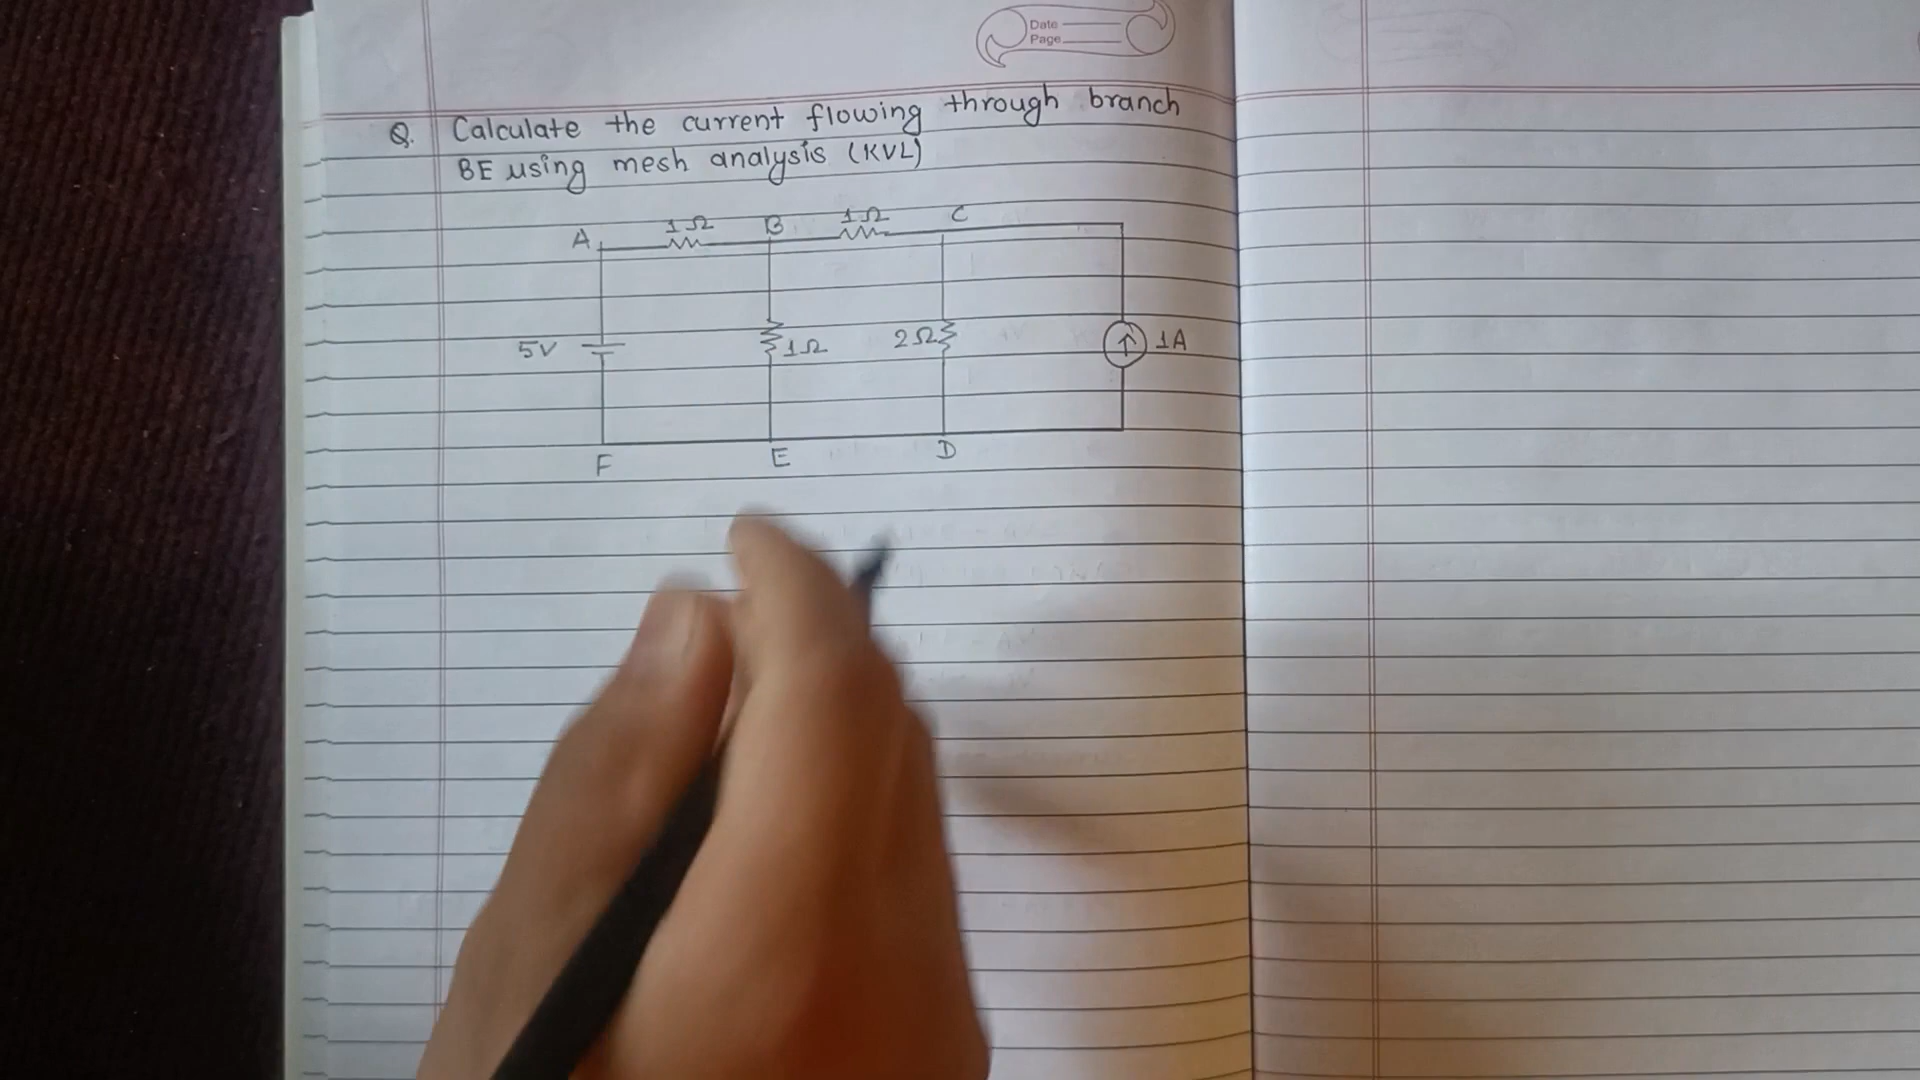 Date
Page
Q. Calculate the current flowing through branch
BE using mesh analysis (KVL)
A 1Ω B 1Ω C
5V 1Ω 2Ω 1A
F E D